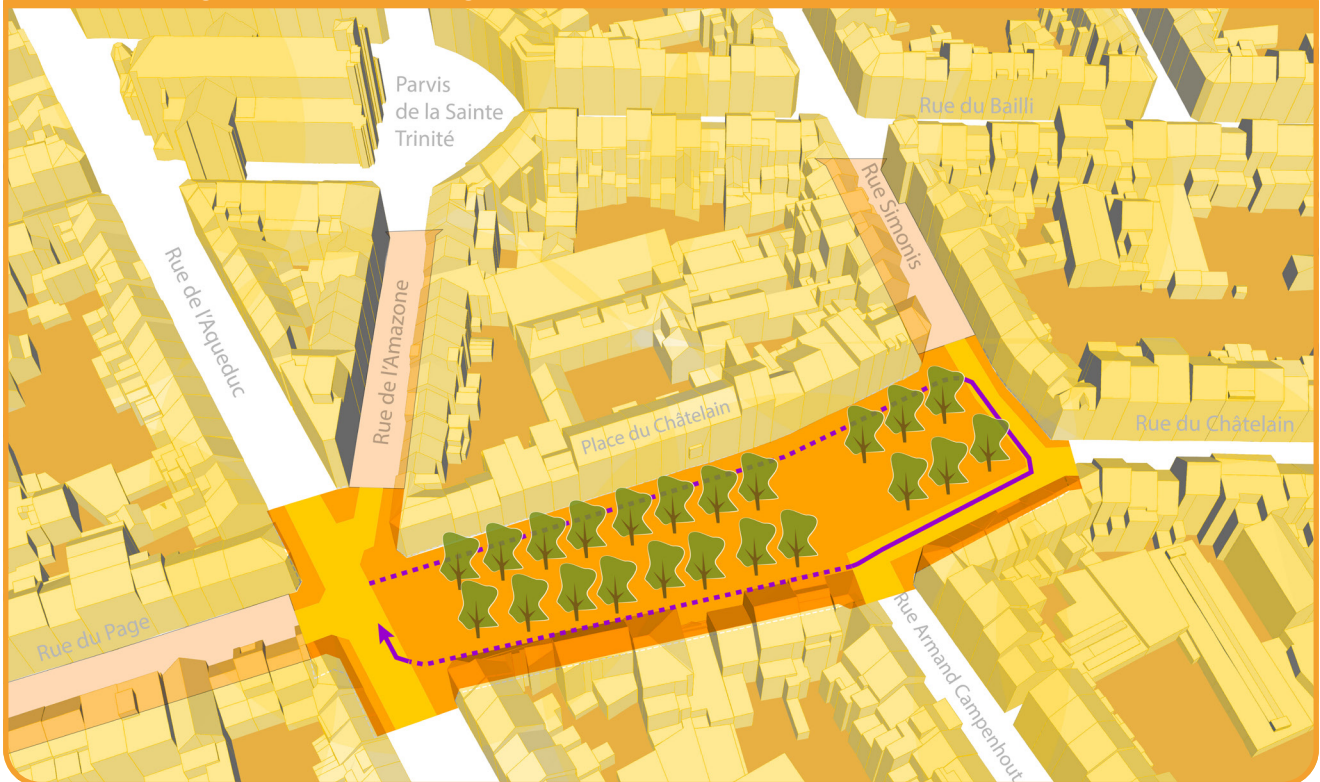 Parvis
de la Sainte
Trinité
Rue du Bailli
Rue Simonis
Rue de l'Aqueduc
Rue de l'Amazone
Place du Châtelain
Rue du Châtelain
Rue du Page
Rue Armand Campenhout